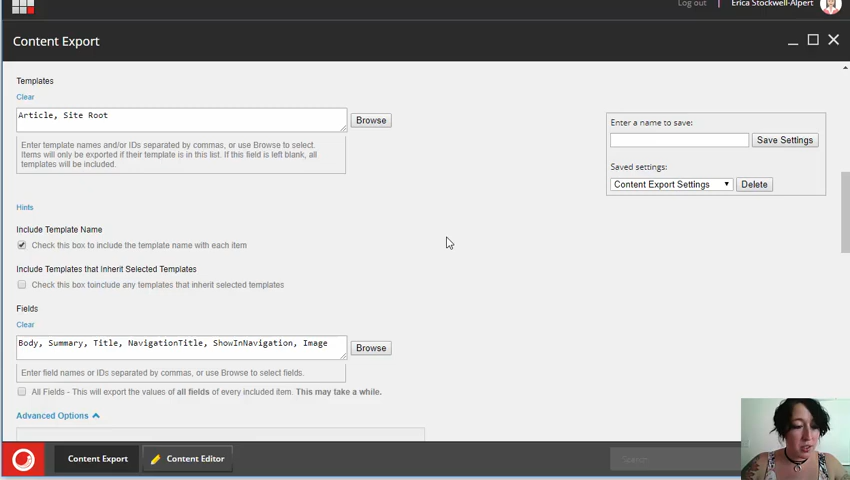 Log out | Erica Stockwell-Alpert
Content Export
Templates
Clear
Article, Site Root
Browse
Enter template names and/or IDs separated by commas, or use Browse to select.
Items will only be exported if their template is in this list. If this field is left blank, all
templates will be included.
Enter a name to save:
Save Settings
Saved settings:
Content Export Settings
Delete
Hints
Include Template Name
Check this box to include the template name with each item
Include Templates that Inherit Selected Templates
Check this box toinclude any templates that inherit selected templates
Fields
Clear
Body, Summary, Title, NavigationTitle, ShowInNavigation, Image
Browse
Enter field names or IDs separated by commas, or use Browse to select fields.
All Fields - This will export the values of all fields of every included item. This may take a while.
Advanced Options
Content Export
Content Editor
Search